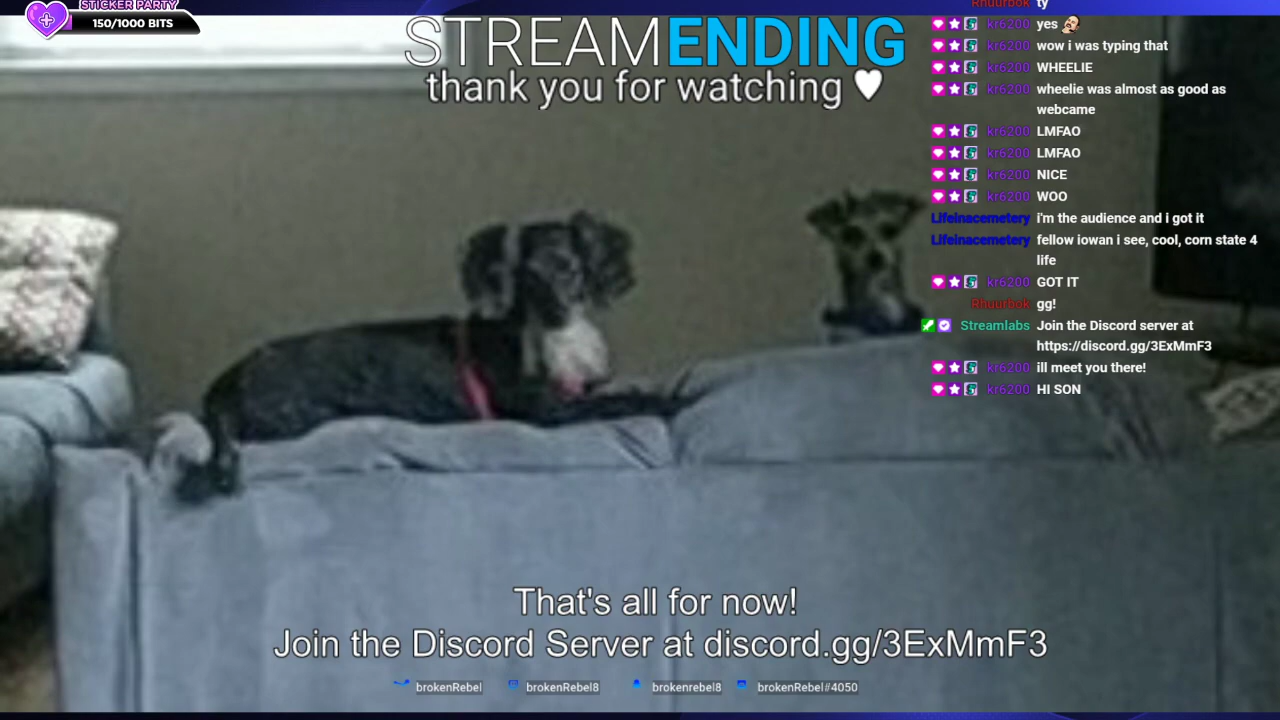 STICKER PARTY
150/1000 BITS
STREAMENDING
thank you for watching ♥
Rhuurbok ty
kr6200 yes
kr6200 wow i was typing that
kr6200 WHEELIE
kr6200 wheelie was almost as good as
webcame
kr6200 LMFAO
kr6200 LMFAO
kr6200 NICE
kr6200 WOO
Lifeinacemetery i'm the audience and i got it
Lifeinacemetery fellow iowan i see, cool, corn state 4
life
kr6200 GOT IT
Rhuurbok gg!
Streamlabs Join the Discord server at
https://discord.gg/3ExMmF3
kr6200 ill meet you there!
kr6200 HI SON
That's all for now!
Join the Discord Server at discord.gg/3ExMmF3
brokenRebel brokenRebel8 brokenrebel8 brokenRebel#4050